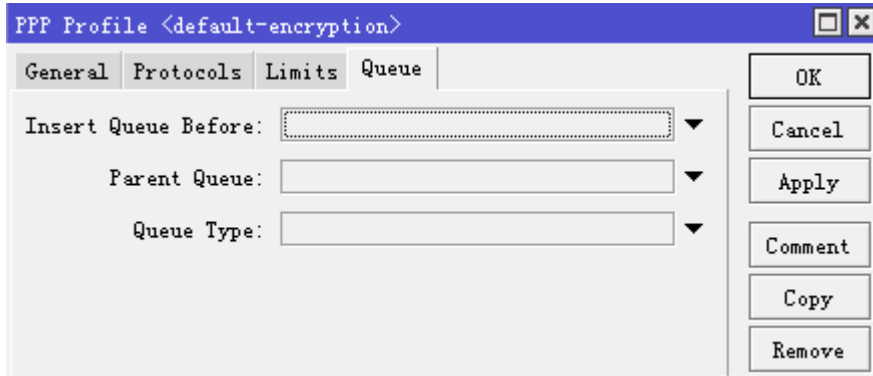 PPP Profile <default-encryption>
General Protocols Limits Queue
Insert Queue Before:
Parent Queue:
Queue Type:
OK
Cancel
Apply
Comment
Copy
Remove